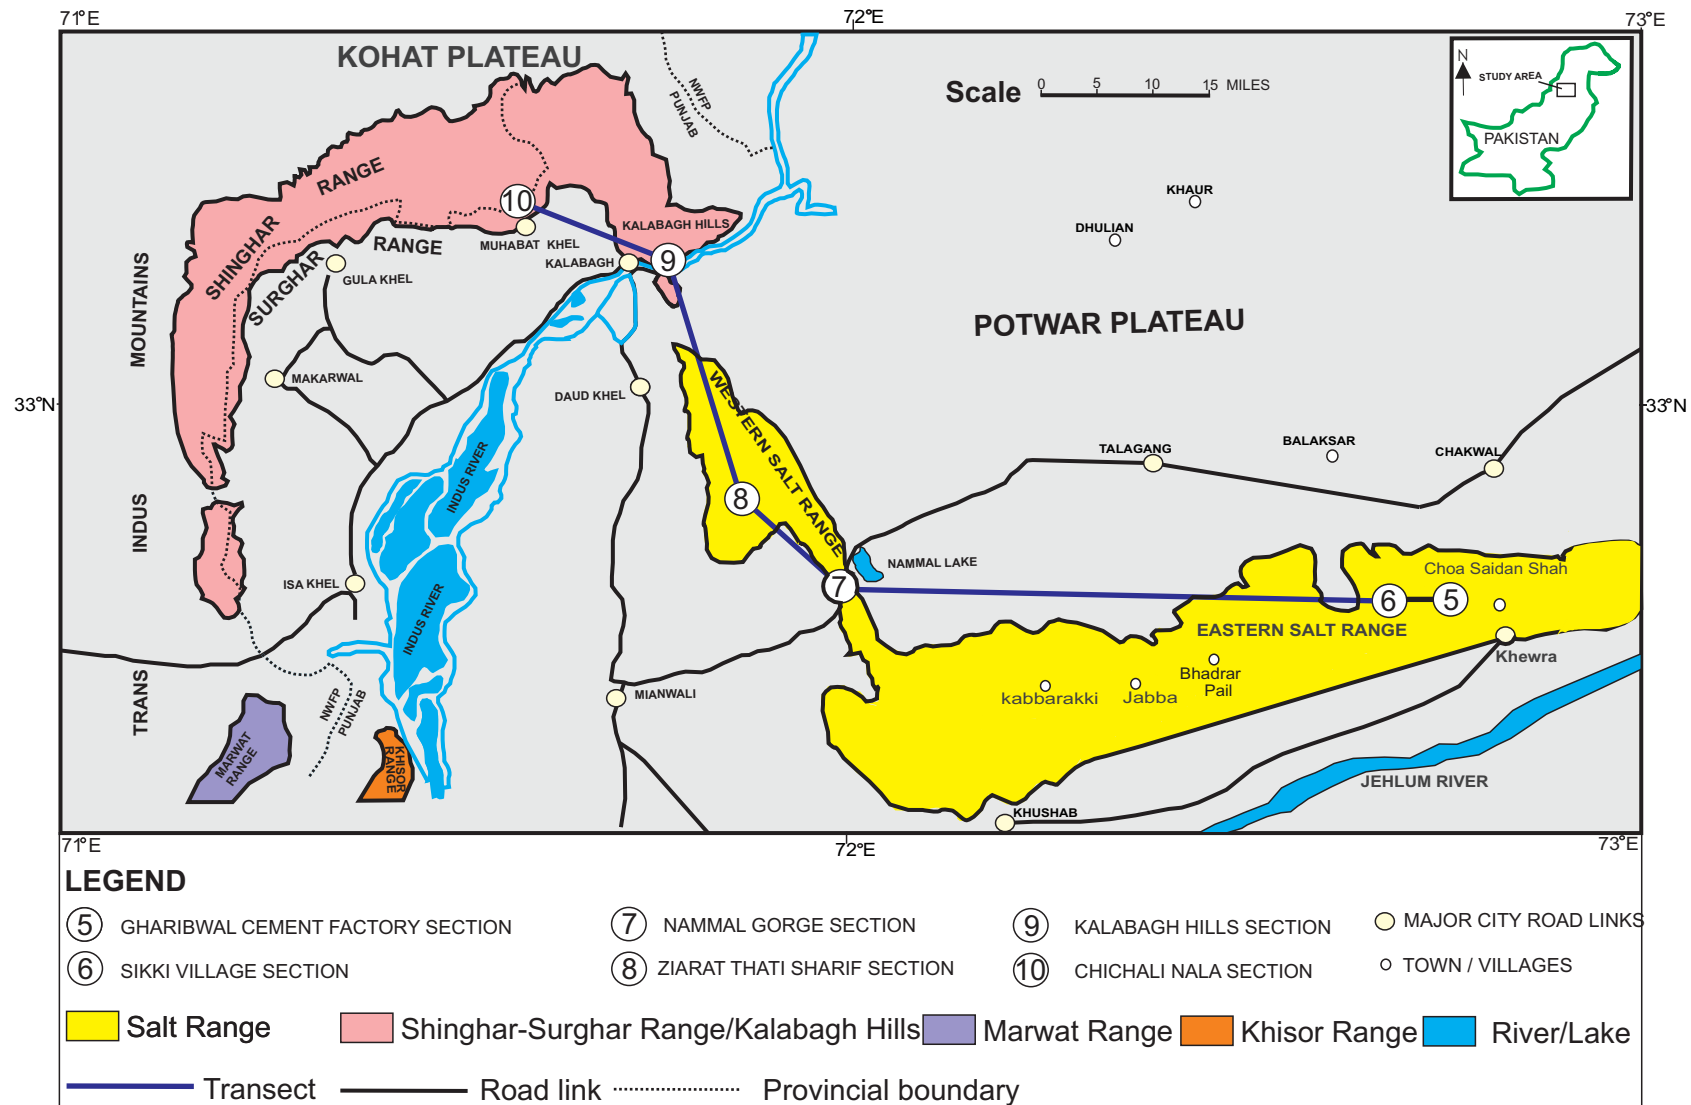 71°E
72°E
73°E
KOHAT PLATEAU
NWFP
PUNJAB
Scale
0 5 10 15 MILES
N
STUDY AREA
PAKISTAN
SHINGHAR RANGE
SURGHAR RANGE
10
MUHABAT KHEL
KALABAGH HILLS
KALABAGH
9
GULA KHEL
KHAUR
DHULIAN
POTWAR PLATEAU
MAKARWAL
DAUD KHEL
33°N
33°N
WESTERN SALT RANGE
TALAGANG
BALAKSAR
CHAKWAL
8
INDUS RIVER
INDUS RIVER
ISA KHEL
NAMMAL LAKE
7
Choa Saidan Shah
6
5
EASTERN SALT RANGE
Khewra
Bhadrar
Pail
kabbarakki
Jabba
MIANWALI
TRANS INDUS MOUNTAINS
NWFP
PUNJAB
MARWAT
RANGE
KHISOR
RANGE
JEHLUM RIVER
KHUSHAB
71°E
72°E
73°E
LEGEND
5 GHARIBWAL CEMENT FACTORY SECTION
7 NAMMAL GORGE SECTION
9 KALABAGH HILLS SECTION
MAJOR CITY ROAD LINKS
6 SIKKI VILLAGE SECTION
8 ZIARAT THATI SHARIF SECTION
10 CHICHALI NALA SECTION
TOWN / VILLAGES
Salt Range
Shinghar-Surghar Range/Kalabagh Hills
Marwat Range
Khisor Range
River/Lake
Transect
Road link
Provincial boundary